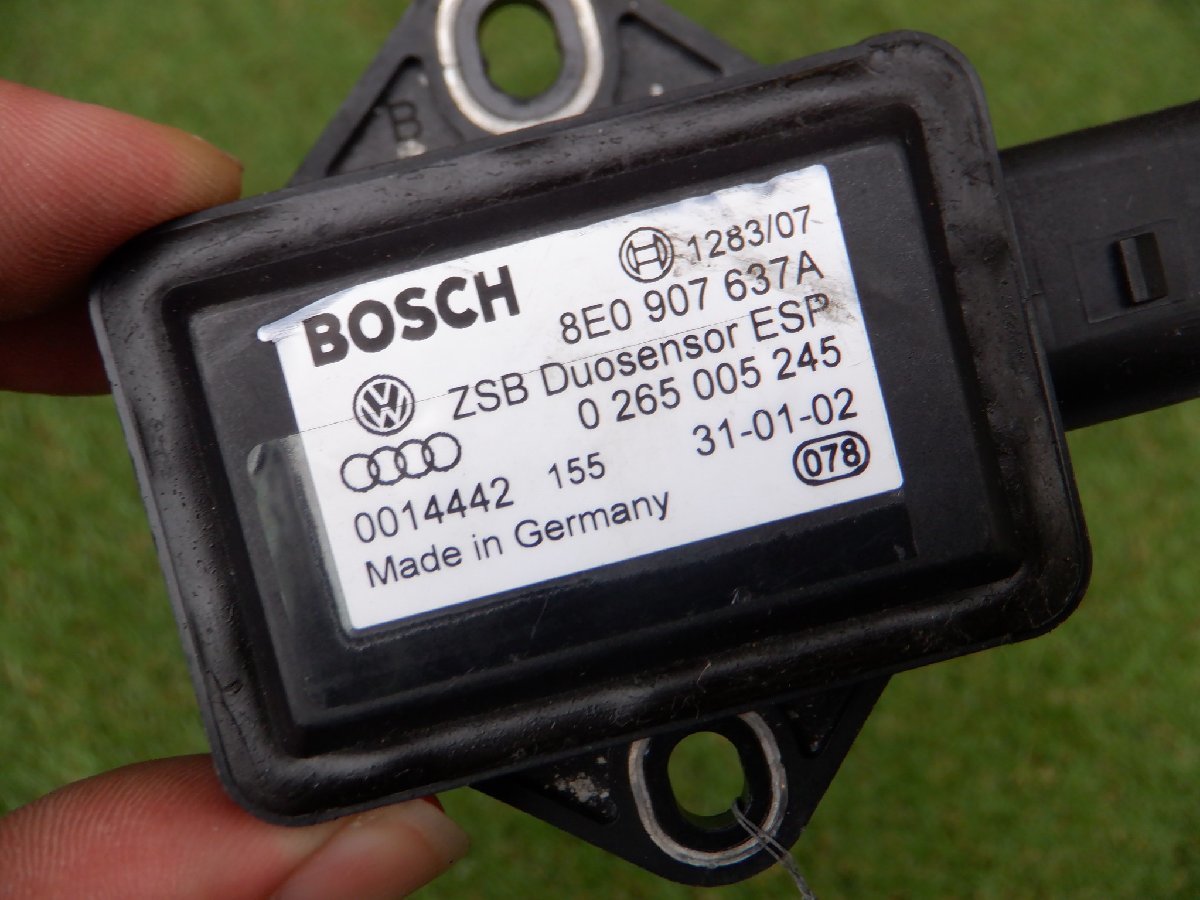 B
BOSCH 1283/07
8E0 907 637A
ZSB Duosensor ESP
0 265 005 245
0014442 155 31-01-02
Made in Germany 078